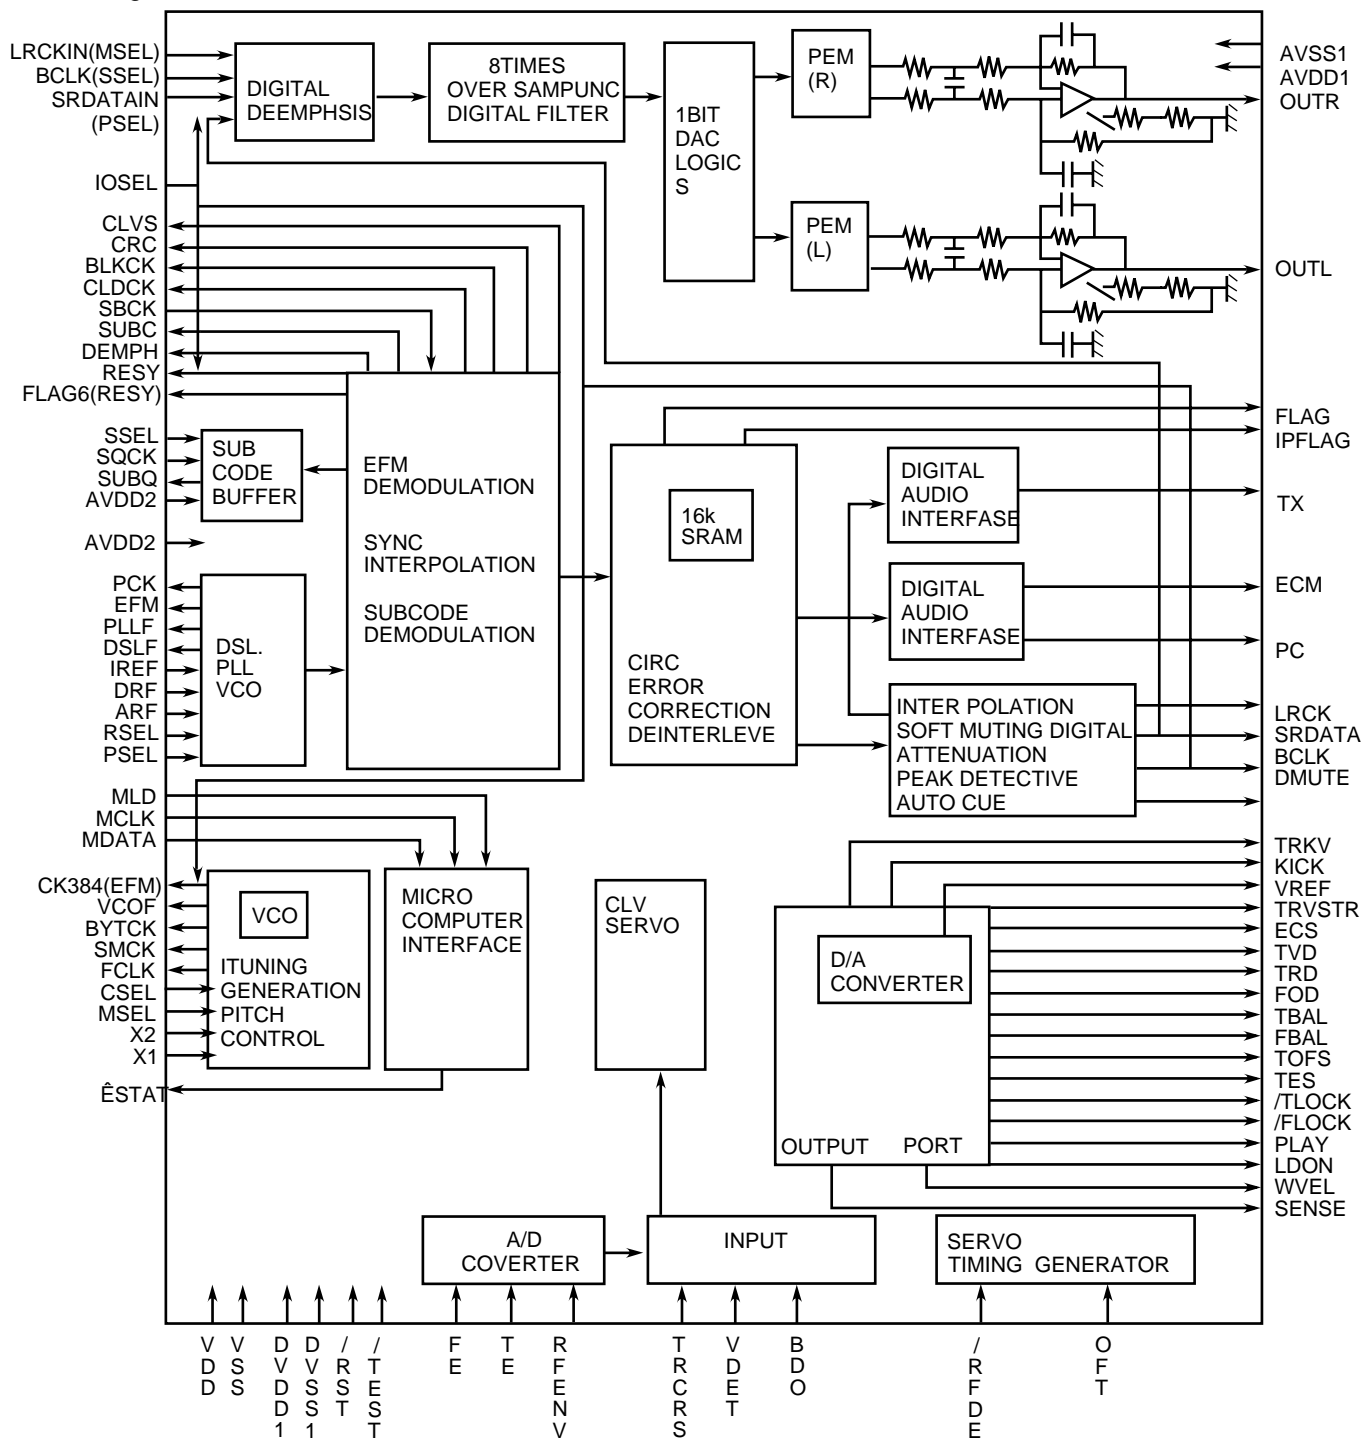 LRCKIN(MSEL)
BCLK(SSEL)
SRDATAIN
(PSEL)
IOSEL
CLVS
CRC
BLKCK
CLDCK
SBCK
SUBC
DEMPH
RESY
FLAG6(RESY)
SSEL
SQCK
SUBQ
AVDD2
AVDD2
PCK
EFM
PLLF
DSLF
IREF
DRF
ARF
RSEL
PSEL
MLD
MCLK
MDATA
CK384(EFM)
VCOF
BYTCK
SMCK
FCLK
CSEL
MSEL
X2
X1
ÊSTAT
DIGITAL
DEEMPHSIS
8TIMES
OVER SAMPUNC
DIGITAL FILTER
1BIT
DAC
LOGIC
S
PEM
(R)
PEM
(L)
SUB
CODE
BUFFER
EFM
DEMODULATION
SYNC
INTERPOLATION
SUBCODE
DEMODULATION
DSL.
PLL
VCO
16k
SRAM
CIRC
ERROR
CORRECTION
DEINTERLEVE
DIGITAL
AUDIO
INTERFASE
DIGITAL
AUDIO
INTERFASE
INTER POLATION
SOFT MUTING DIGITAL
ATTENUATION
PEAK DETECTIVE
AUTO CUE
VCO
ITUNING
GENERATION
PITCH
CONTROL
MICRO
COMPUTER
INTERFACE
CLV
SERVO
D/A
CONVERTER
OUTPUT PORT
A/D
COVERTER
INPUT
SERVO
TIMING GENERATOR
AVSS1
AVDD1
OUTR
OUTL
FLAG
IPFLAG
TX
ECM
PC
LRCK
SRDATA
BCLK
DMUTE
TRKV
KICK
VREF
TRVSTR
ECS
TVD
TRD
FOD
TBAL
FBAL
TOFS
TES
/TLOCK
/FLOCK
PLAY
LDON
WVEL
SENSE
VDD
VSS
DVDD1
DVSS1
/RST
/TEST
FE
TE
RFENV
TRCRS
VDET
BDO
/RFDE
OFT